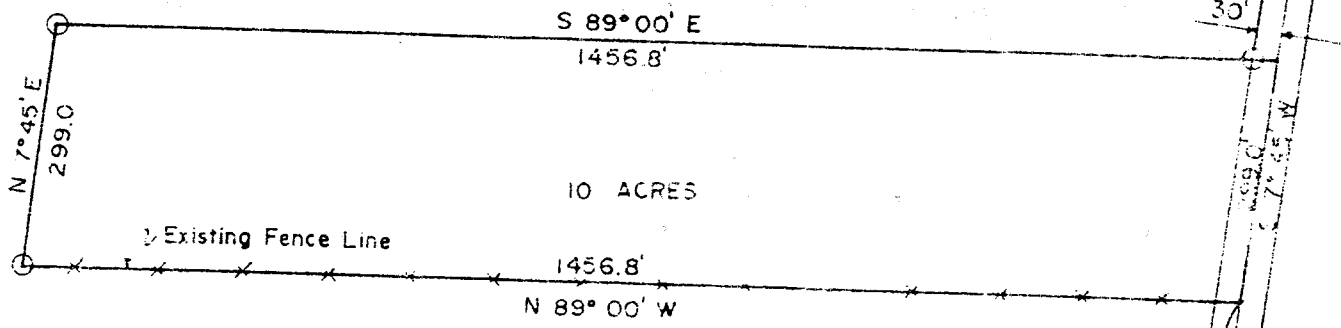 S 89° 00' E
30'
1456.8'
N 7° 45' E
299.0
10 ACRES
Existing Fence Line
1456.8'
N 89° 00' W